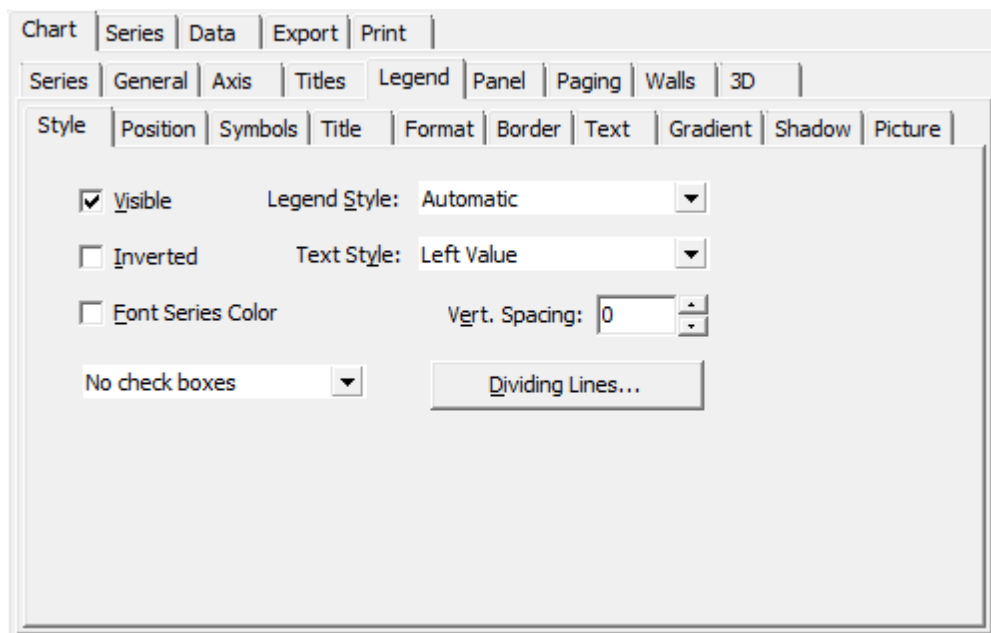 Chart Series Data Export Print
Series General Axis Titles Legend Panel Paging Walls 3D
Style Position Symbols Title Format Border Text Gradient Shadow Picture
Visible Legend Style: Automatic
Inverted Text Style: Left Value
Font Series Color Vert. Spacing: 0
No check boxes Dividing Lines...